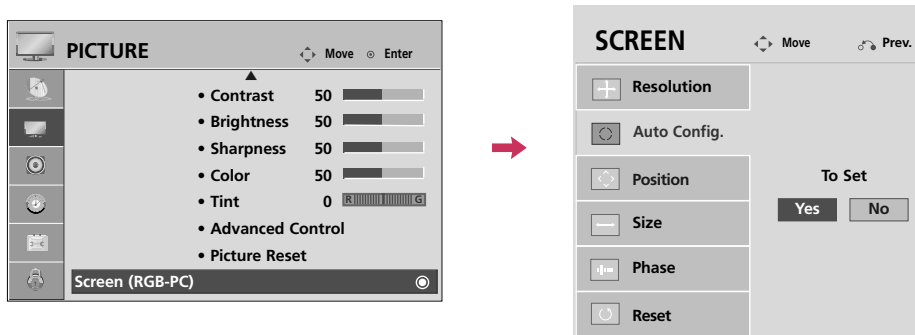 PICTURE Move Enter
• Contrast 50
• Brightness 50
• Sharpness 50
• Color 50
• Tint 0 R G
• Advanced Control
• Picture Reset
Screen (RGB-PC)
SCREEN Move Prev.
Resolution
Auto Config.
Position
Size
Phase
Reset
To Set
Yes No